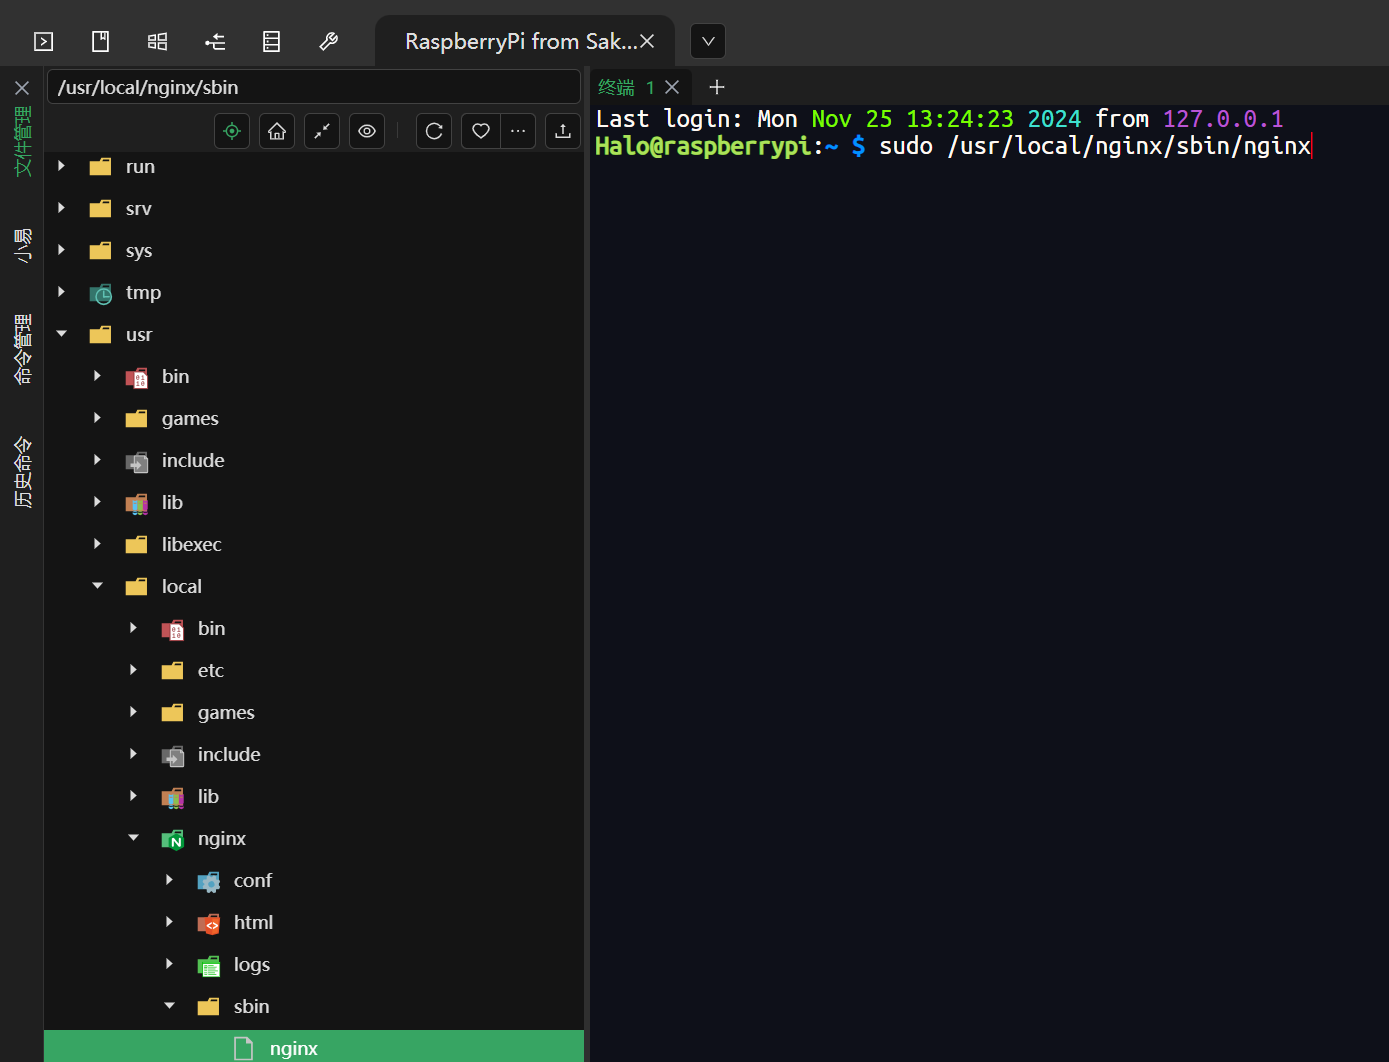 RaspberryPi from Sak...
/usr/local/nginx/sbin
文件管理
小易
命令管理
历史命令
run
srv
sys
tmp
usr
bin
games
include
lib
libexec
local
bin
etc
games
include
lib
nginx
conf
html
logs
sbin
nginx
终端 1
Last login: Mon Nov 25 13:24:23 2024 from 127.0.0.1
Halo@raspberrypi:~ $ sudo /usr/local/nginx/sbin/nginx